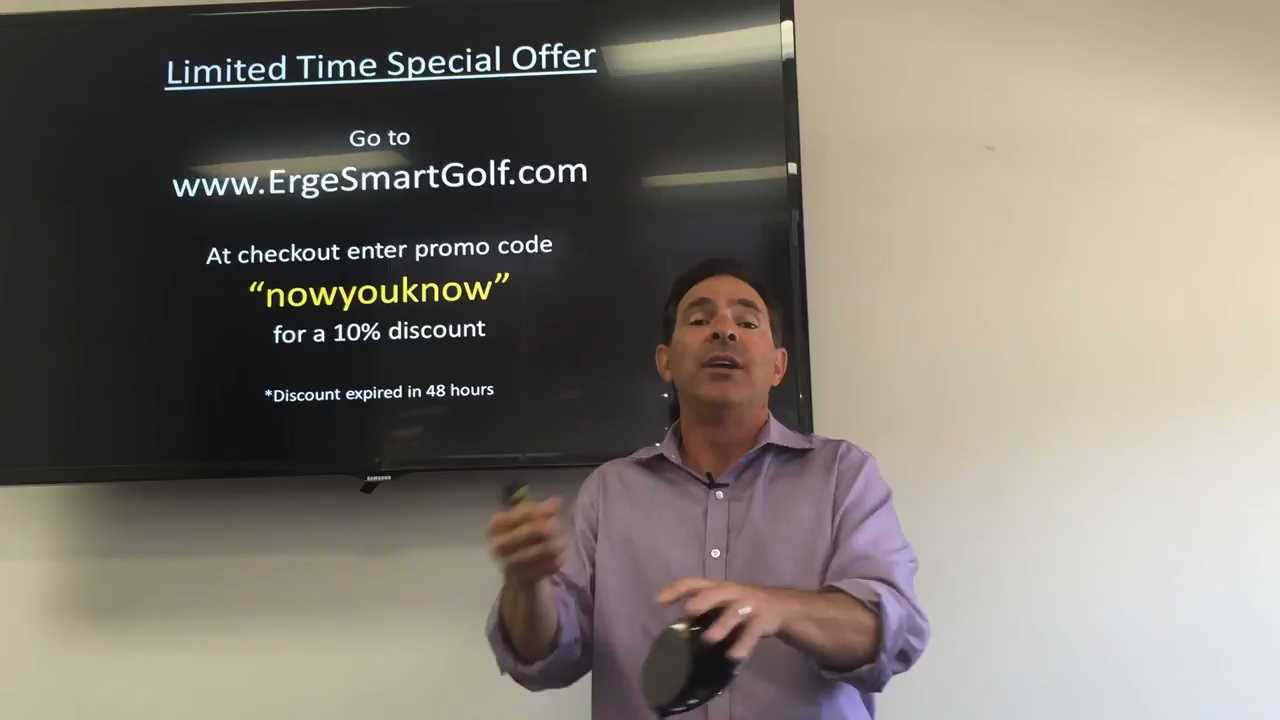 Limited Time Special Offer
Go to
www.ErgeSmartGolf.com
At checkout enter promo code
“nowyouknow”
for a 10% discount
*Discount expired in 48 hours
SAMSUNG